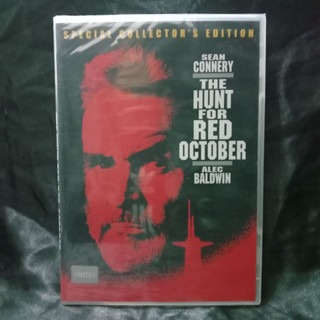 SPECIAL COLLECTOR'S EDITION
SEAN
CONNERY
THE
HUNT
FOR
RED
OCTOBER
ALEC
BALDWIN